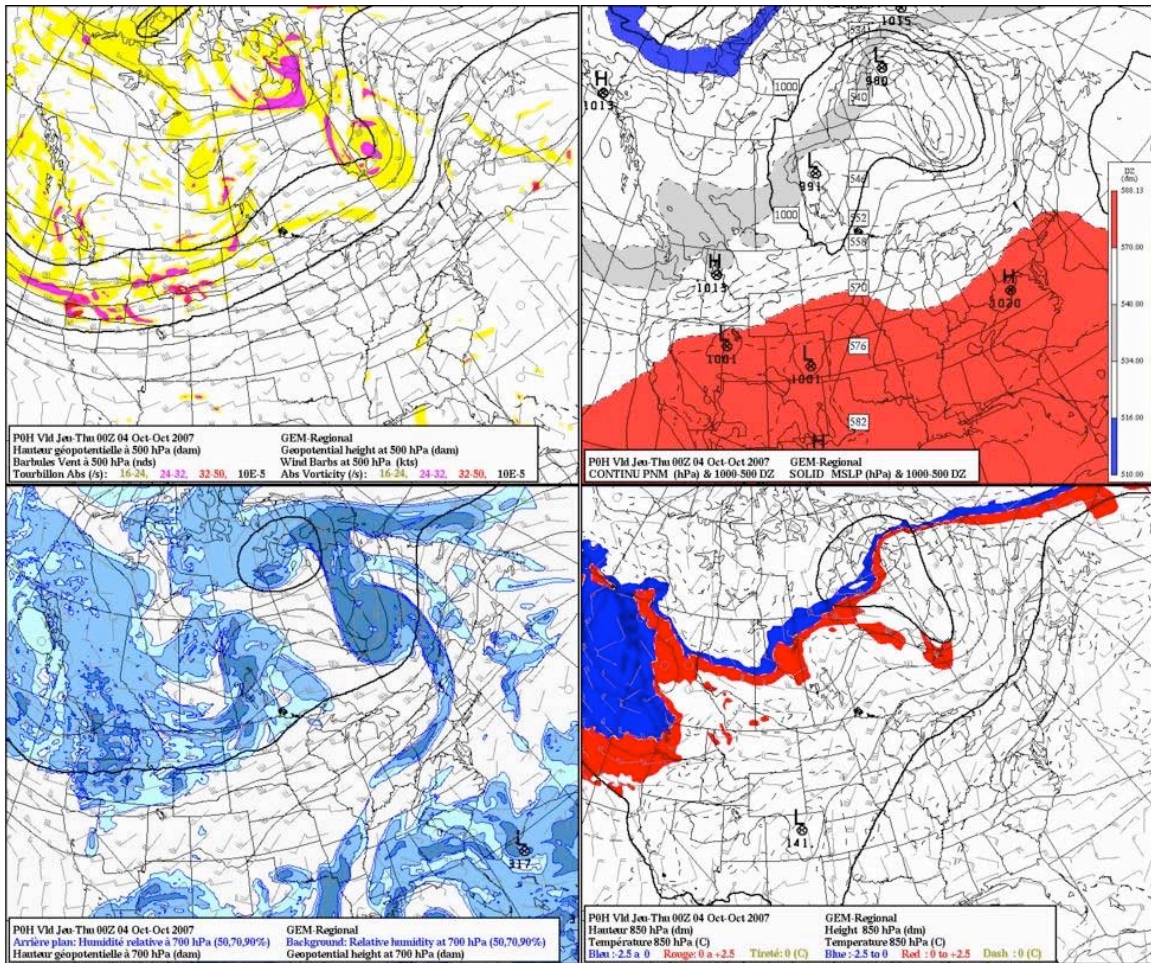 H
1013
1015
534
L
980
1000
540
L
991
546
1000
552
558
H
1013
570
H
1020
L
1001
L
1001
576
582
H
DZ
(dm)
588.13
570.00
540.00
534.00
516.00
510.00
P0H Vld Jeu-Thu 00Z 04 Oct-Oct 2007 GEM-Regional
Hauteur géopotentielle à 500 hPa (dam) Geopotential height at 500 hPa (dam)
Barbules Vent à 500 hPa (nds) Wind Barbs at 500 hPa (kts)
Tourbillon Abs (/s): 16-24, 24-32, 32-50, 10E-5 Abs Vorticity (/s): 16-24, 24-32, 32-50, 10E-5
P0H Vld Jeu-Thu 00Z 04 Oct-Oct 2007 GEM-Regional
CONTINU PNM (hPa) & 1000-500 DZ SOLID MSLP (hPa) & 1000-500 DZ
L
317
L
141.
P0H Vld Jeu-Thu 00Z 04 Oct-Oct 2007 GEM-Regional
Arrière plan: Humidité relative à 700 hPa (50,70,90%) Background: Relative humidity at 700 hPa (50,70,90%)
Hauteur géopotentielle à 700 hPa (dam) Geopotential height at 700 hPa (dam)
P0H Vld Jeu-Thu 00Z 04 Oct-Oct 2007 GEM-Regional
Hauteur 850 hPa (dm) Height 850 hPa (dm)
Température 850 hPa (C) Temperature 850 hPa (C)
Bleu :-2.5 a 0 Rouge: 0 a +2.5 Tireté: 0 (C) Blue :-2.5 to 0 Red : 0 to +2.5 Dash : 0 (C)